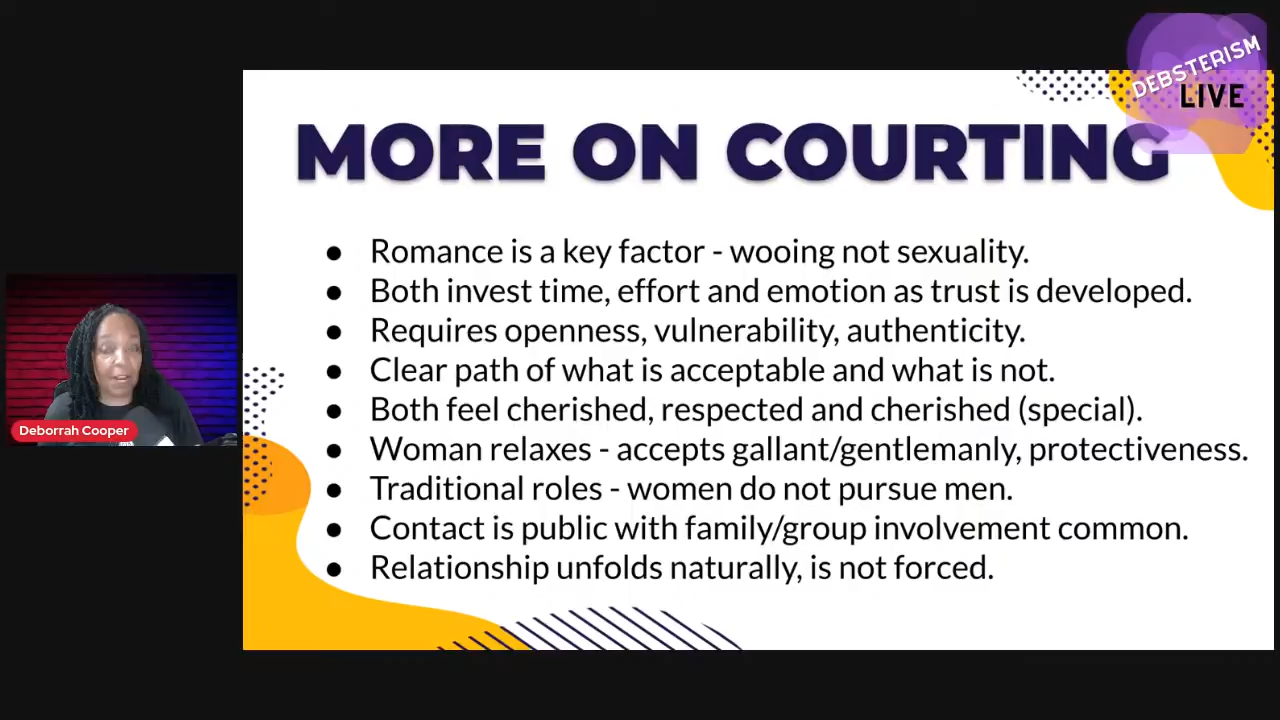 DEBSTERISM
LIVE
MORE ON COURTING
● Romance is a key factor - wooing not sexuality.
● Both invest time, effort and emotion as trust is developed.
● Requires openness, vulnerability, authenticity.
● Clear path of what is acceptable and what is not.
● Both feel cherished, respected and cherished (special).
● Woman relaxes - accepts gallant/gentlemanly, protectiveness.
● Traditional roles - women do not pursue men.
● Contact is public with family/group involvement common.
● Relationship unfolds naturally, is not forced.
Deborrah Cooper